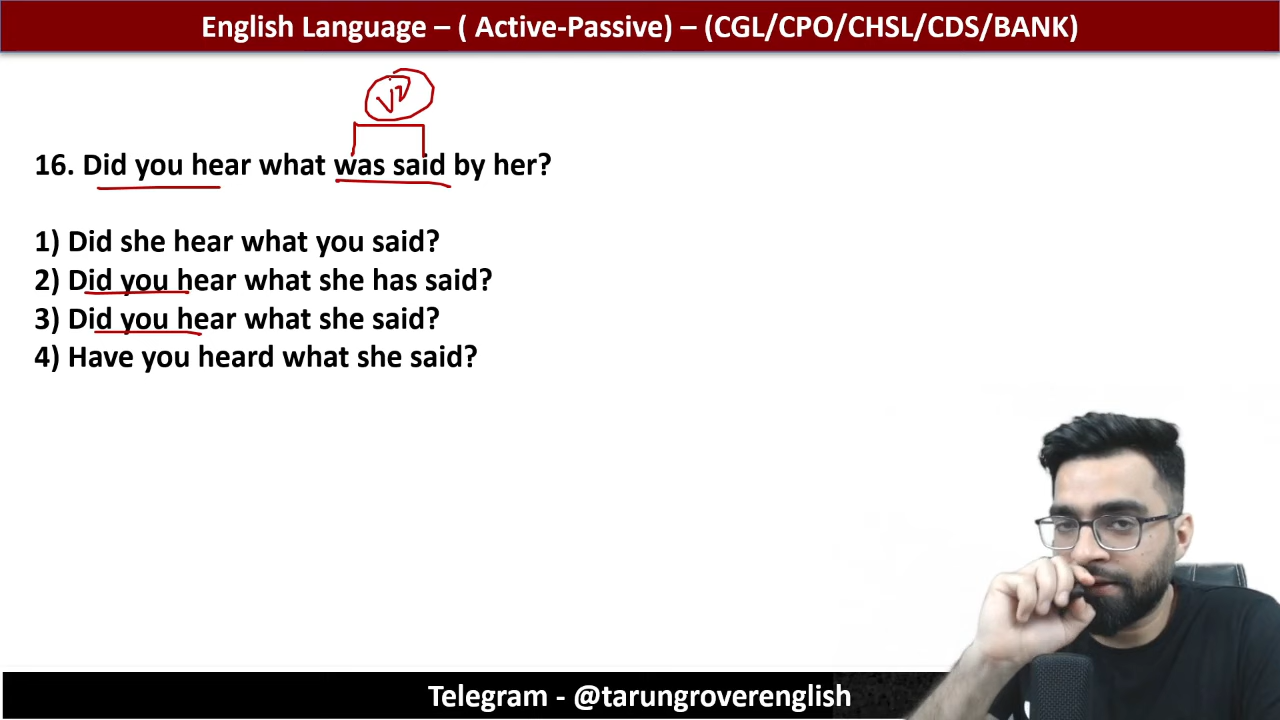 English Language – ( Active-Passive) – (CGL/CPO/CHSL/CDS/BANK)
V2
16. Did you hear what was said by her?
1) Did she hear what you said?
2) Did you hear what she has said?
3) Did you hear what she said?
4) Have you heard what she said?
Telegram - @tarungroverenglish